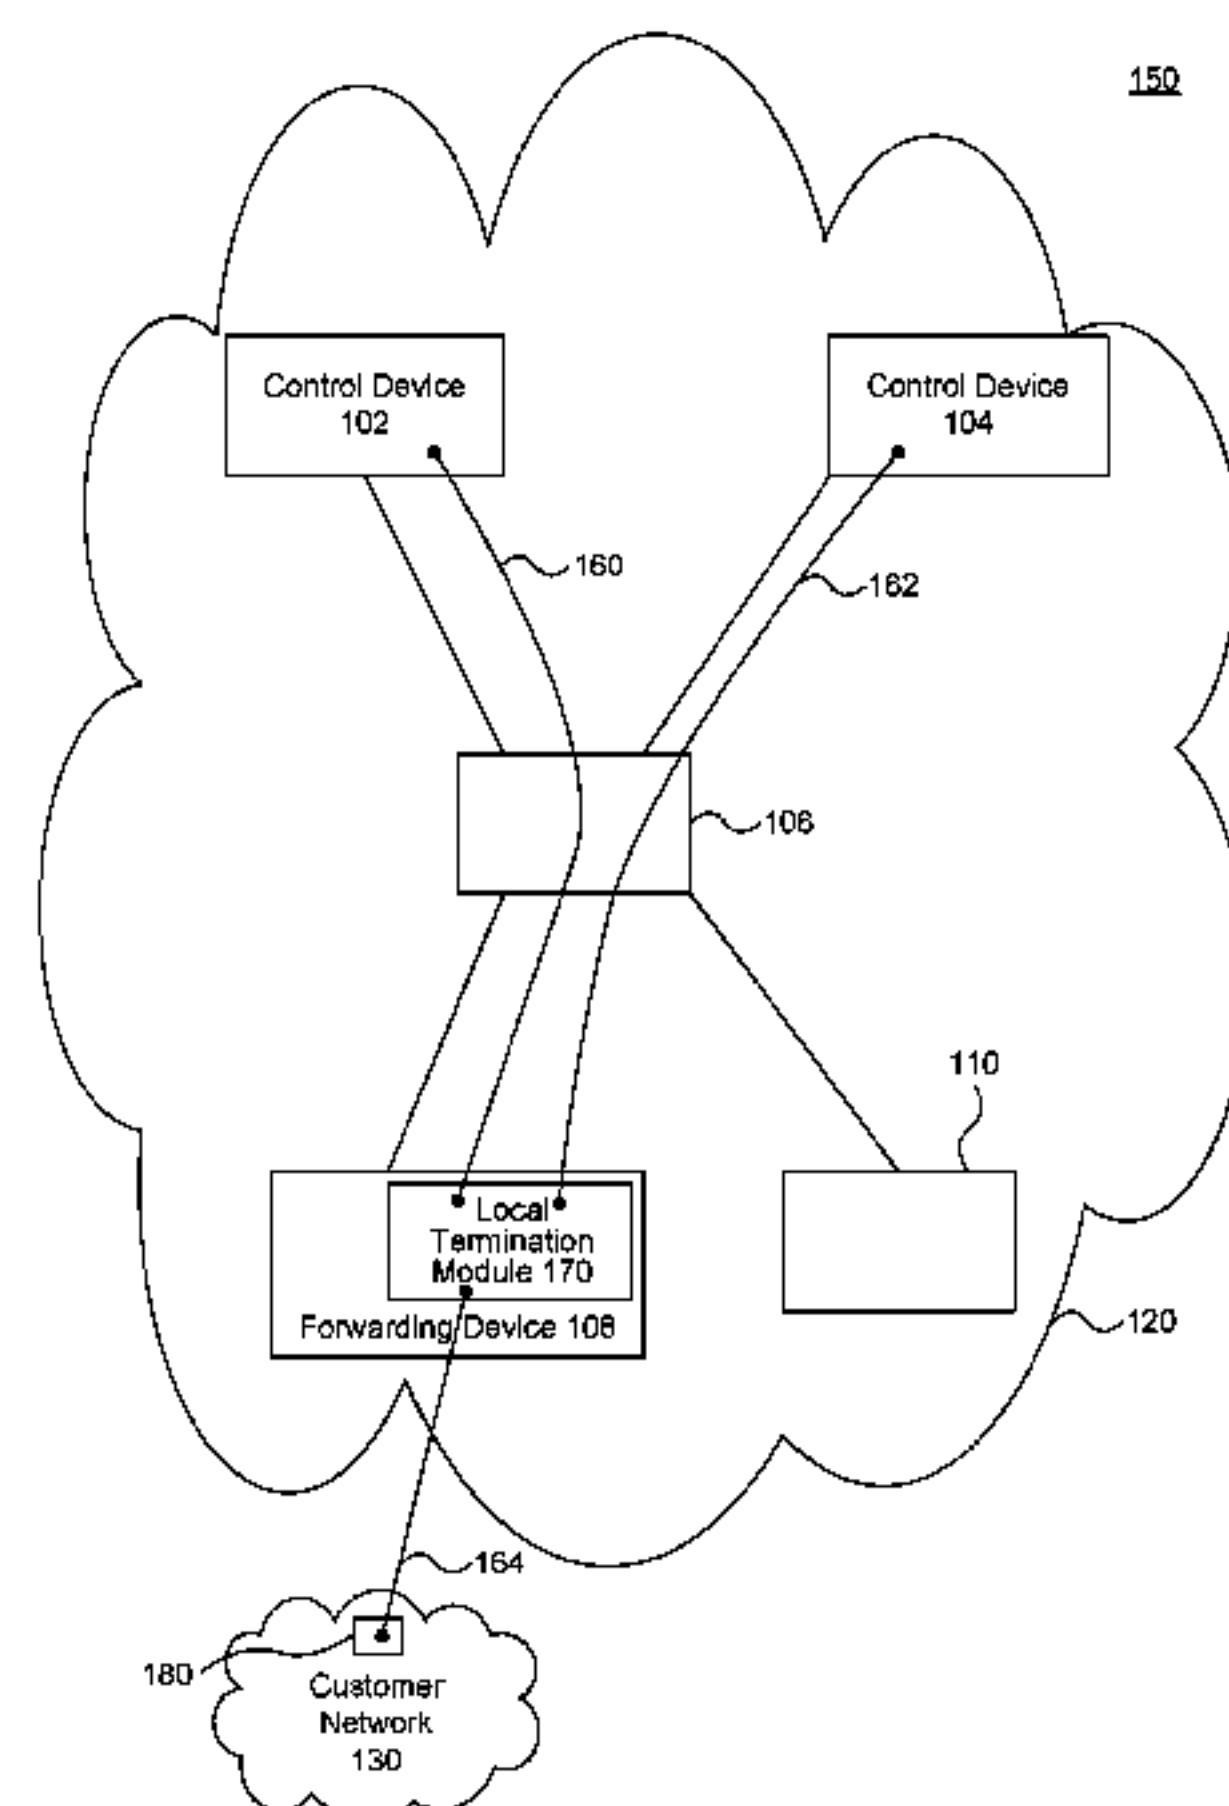 150
Control Device
102
Control Device
104
160
162
106
110
Local
Termination
Module 170
Forwarding Device 108
120
164
180
Customer
Network
130